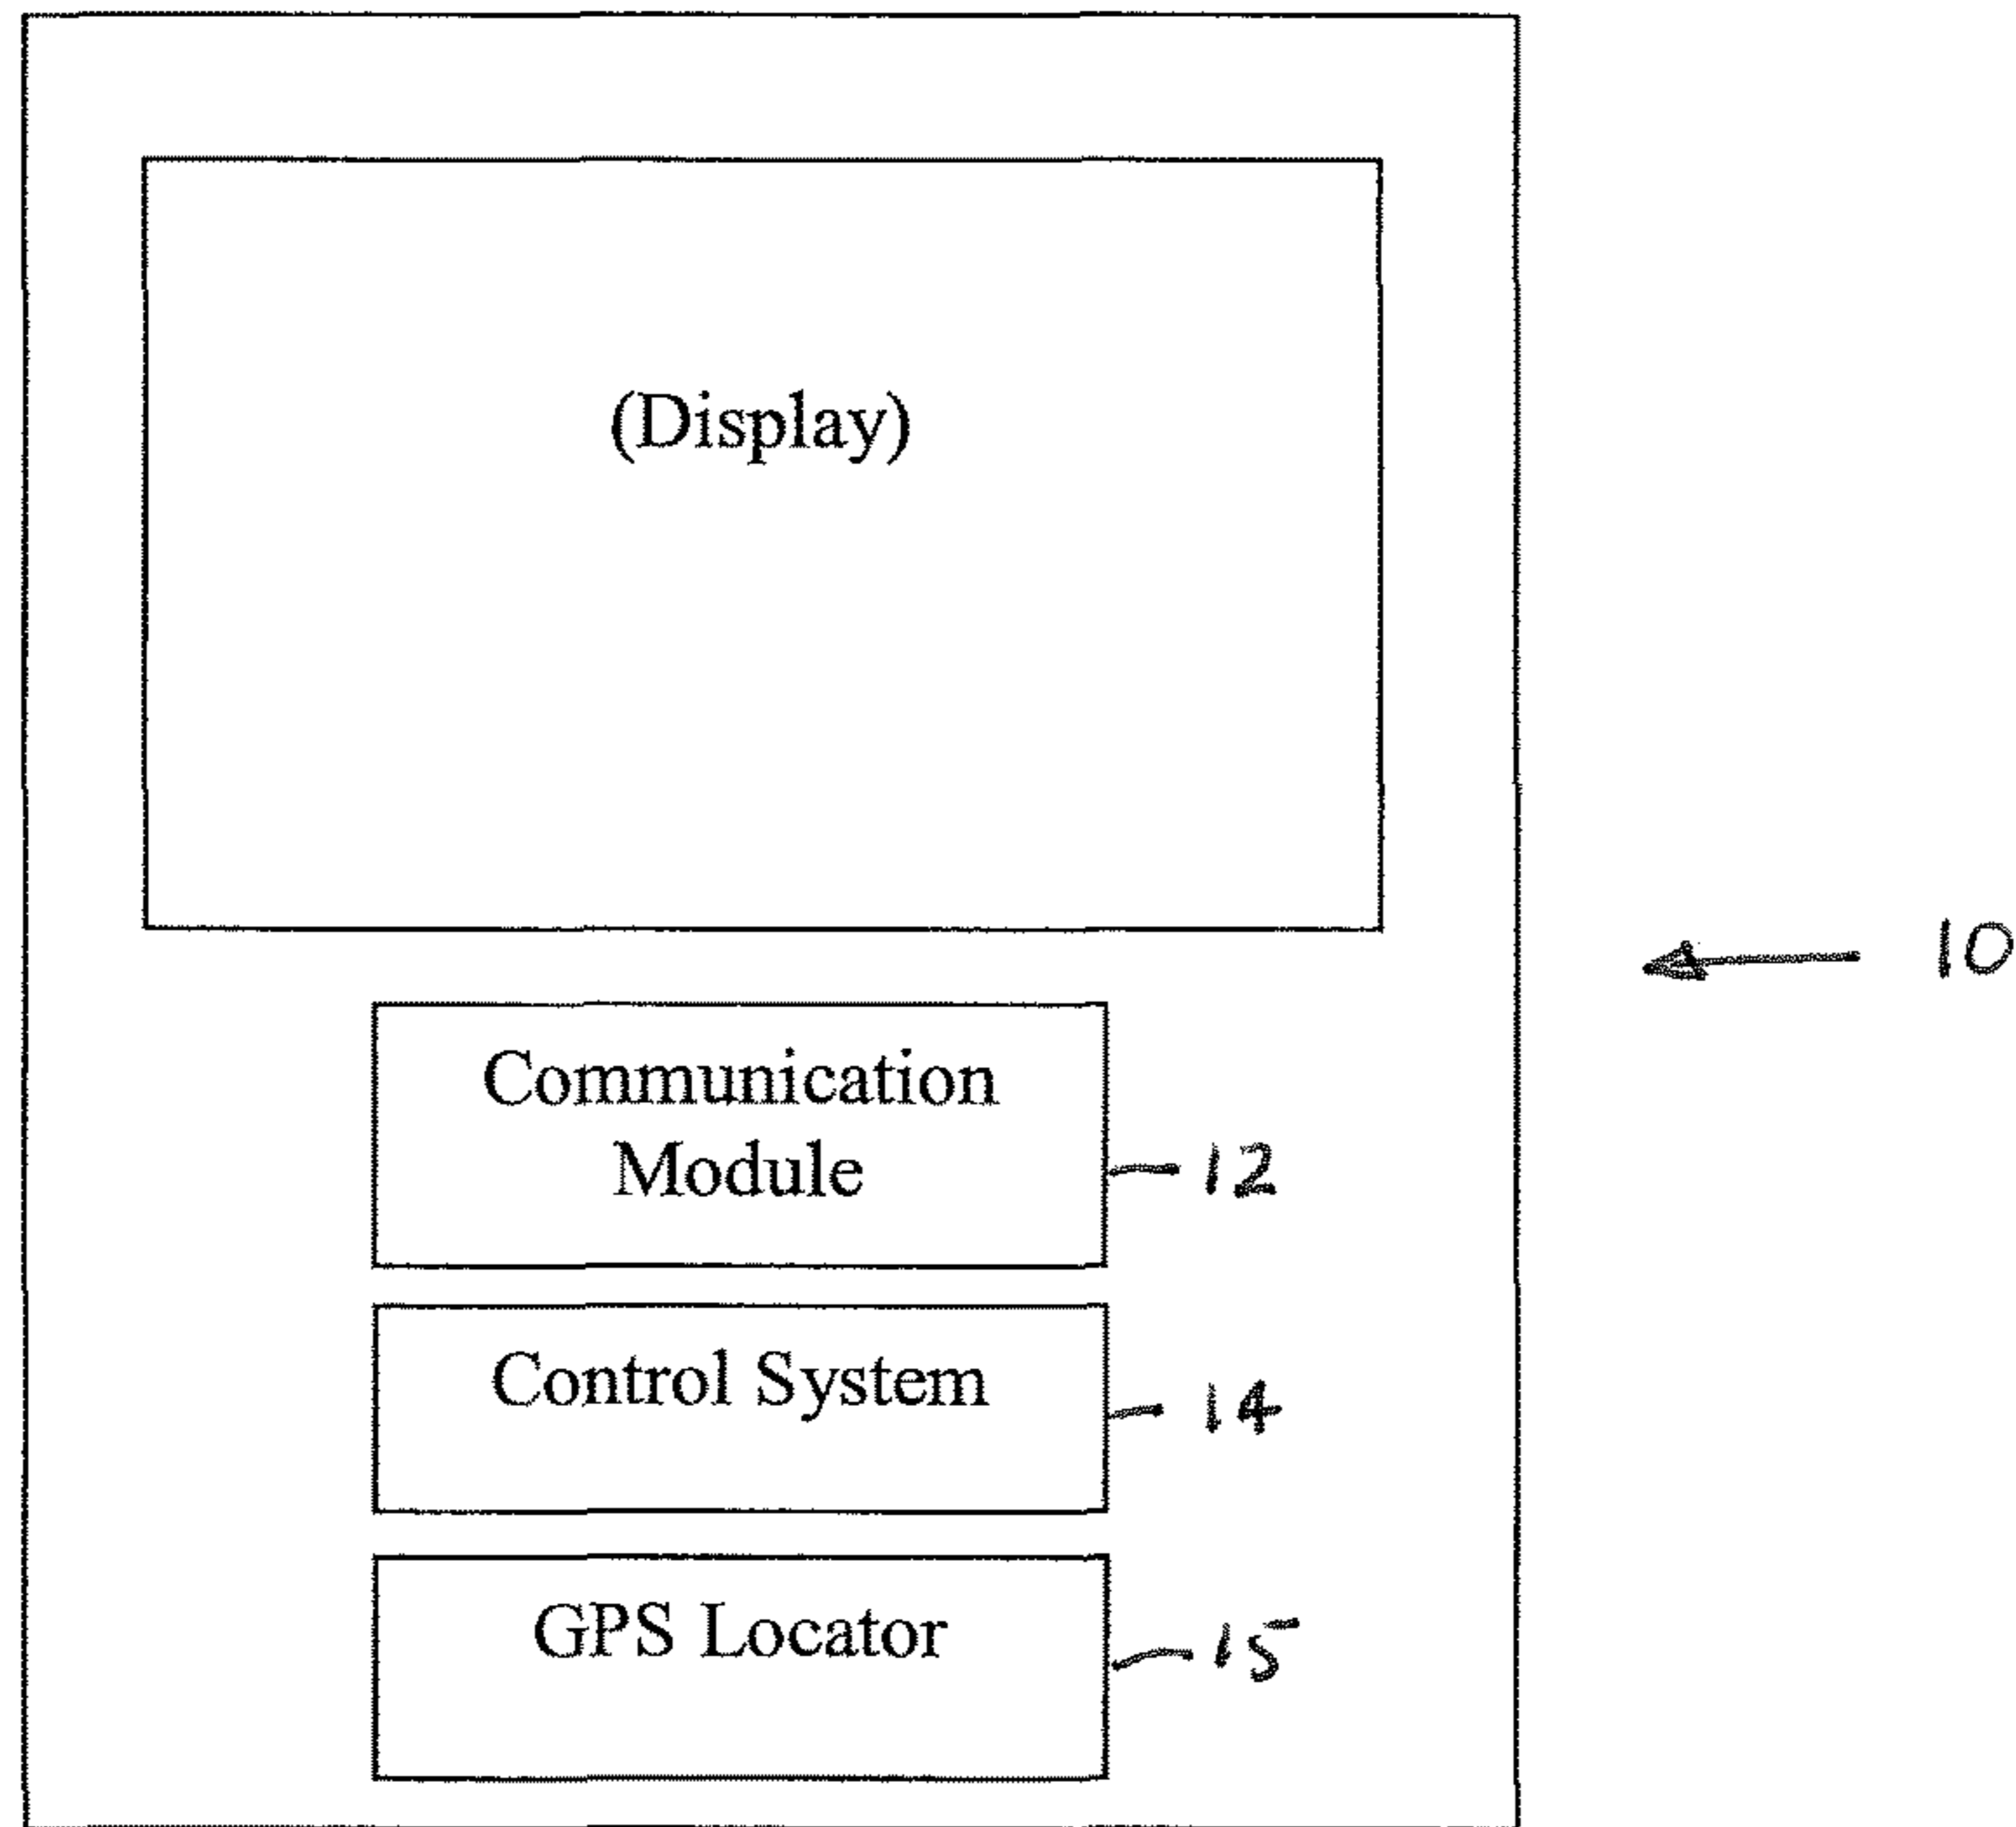 (Display)
10
Communication
Module
12
Control System
14
GPS Locator
15